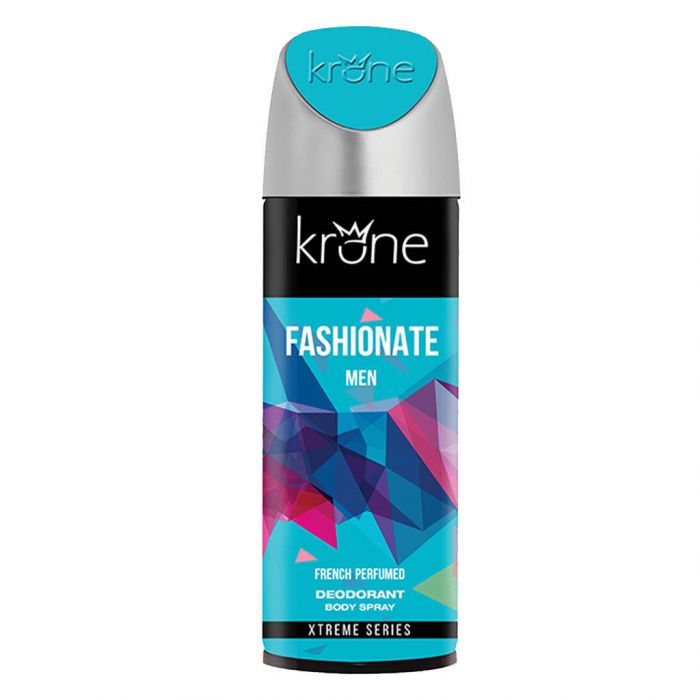 krone
krone
FASHIONATE
MEN
FRENCH PERFUMED
DEODORANT
BODY SPRAY
XTREME SERIES